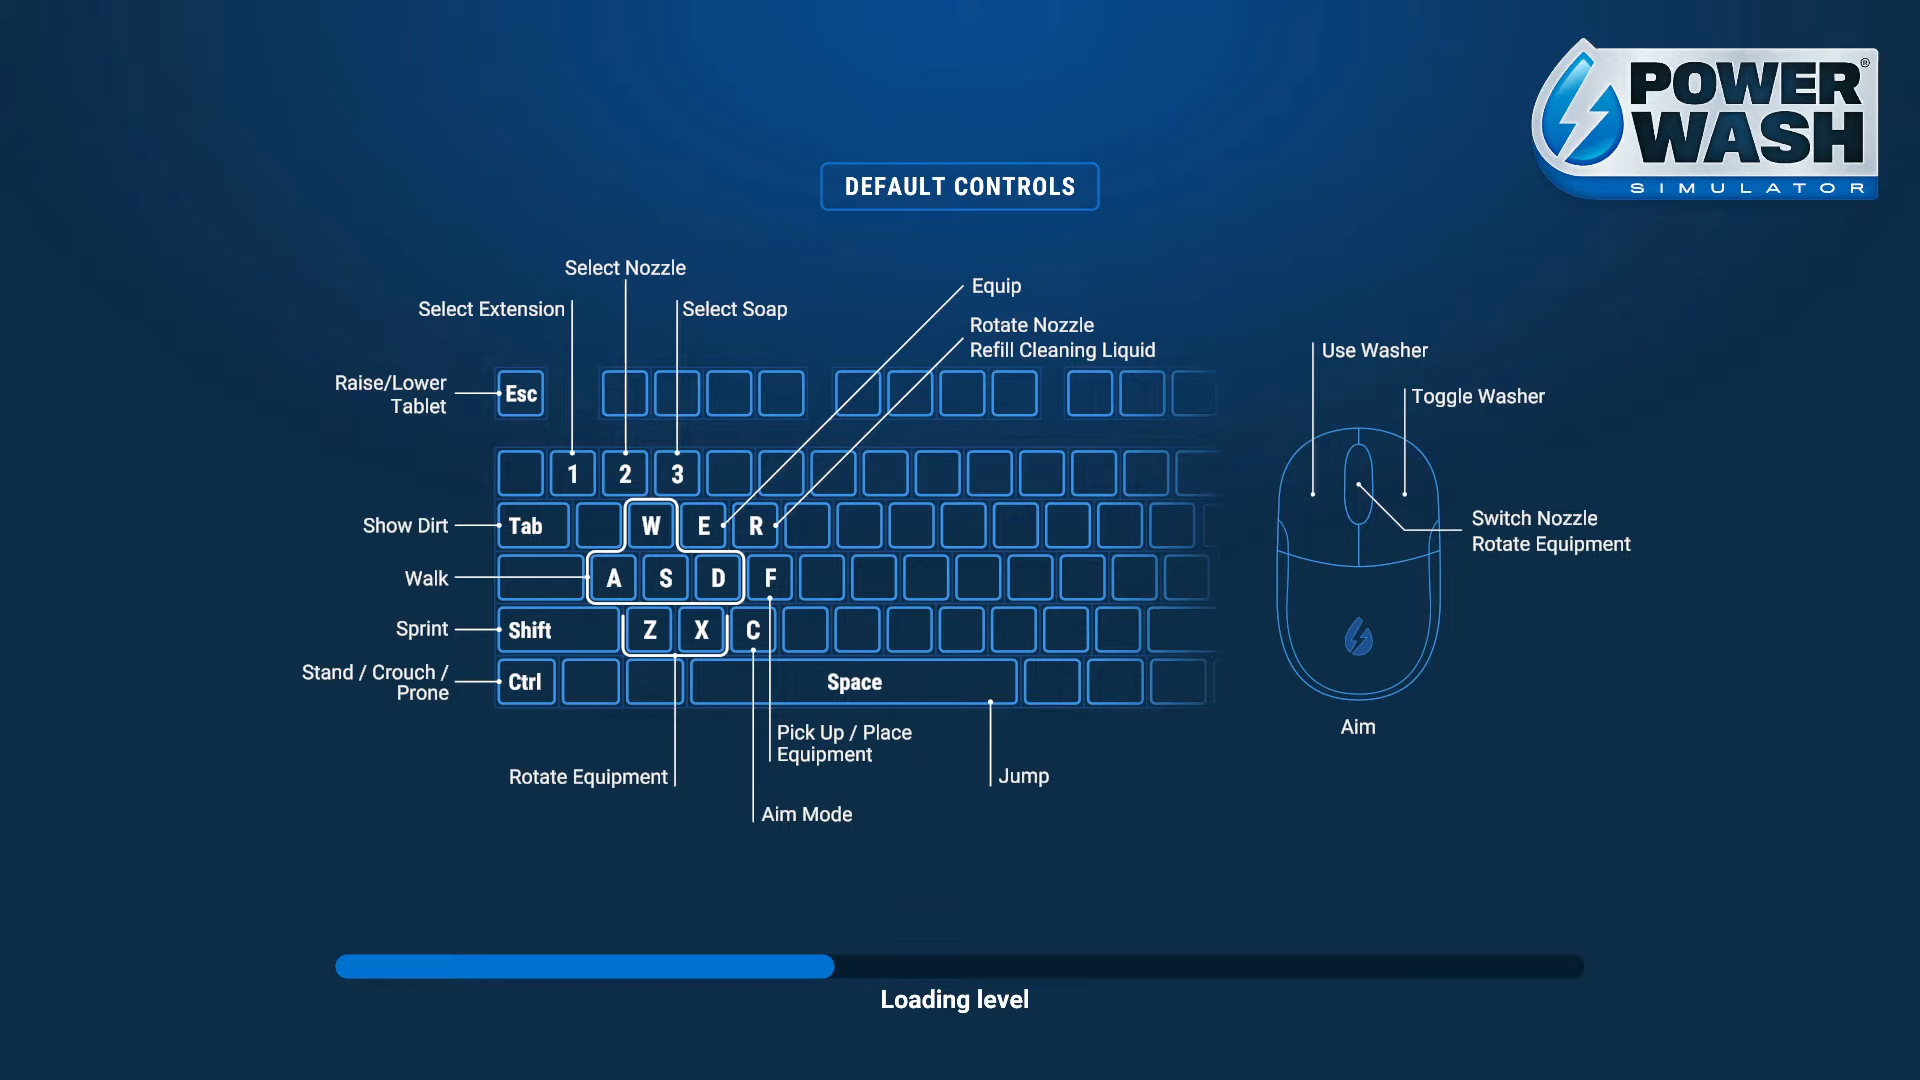 POWER®
WASH
SIMULATOR
DEFAULT CONTROLS
Select Nozzle
Select Extension
Select Soap
Equip
Rotate Nozzle
Refill Cleaning Liquid
Raise/Lower
Tablet
Esc
1 2 3
Show Dirt
Tab W E R
Walk
A S D F
Sprint
Shift Z X C
Stand / Crouch /
Prone
Ctrl Space
Pick Up / Place
Equipment
Rotate Equipment
Jump
Aim Mode
Use Washer
Toggle Washer
Switch Nozzle
Rotate Equipment
Aim
Loading level